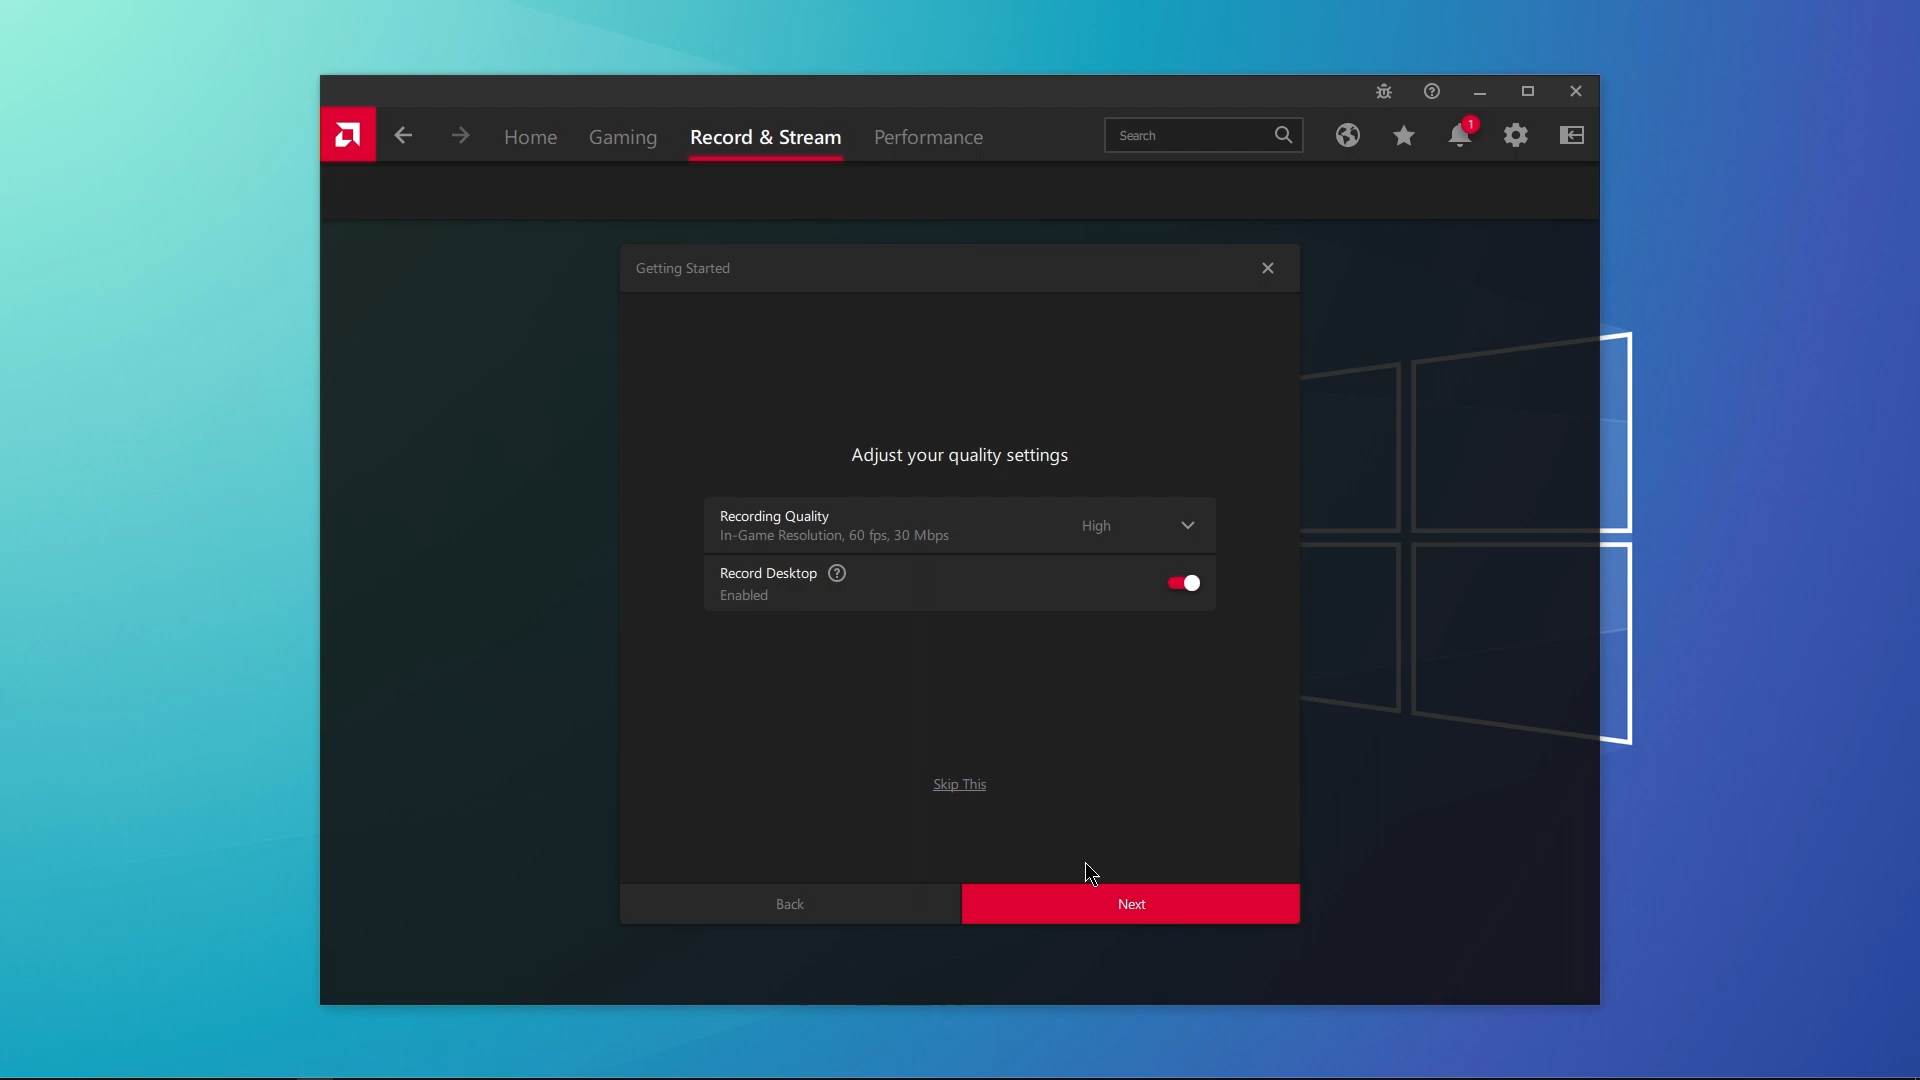 Home Gaming Record & Stream Performance Search 1
Getting Started
Adjust your quality settings
Recording Quality
In-Game Resolution, 60 fps, 30 Mbps
High
Record Desktop ?
Enabled
Skip This
Back Next